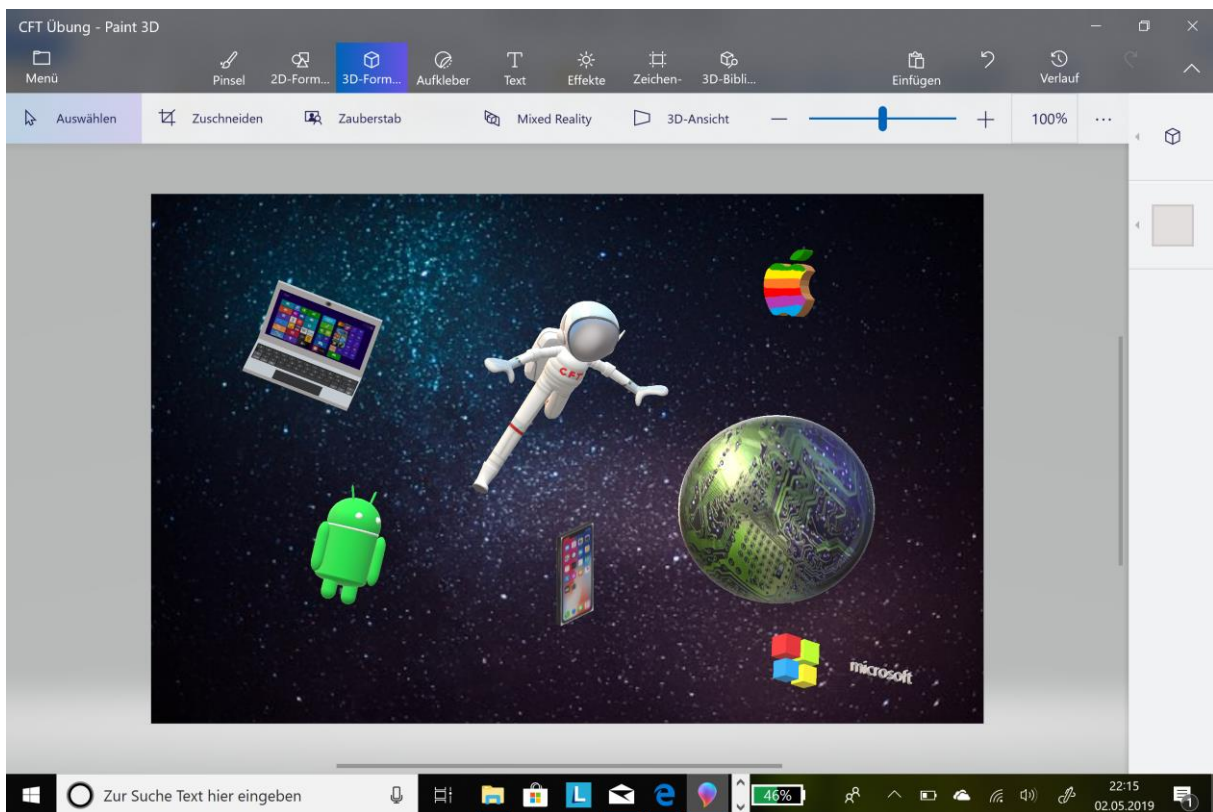 CFT Übung - Paint 3D
Menü
Pinsel
2D-Form...
3D-Form...
Aufkleber
Text
Effekte
Zeichen-
3D-Bibli...
Einfügen
Verlauf
Auswählen
Zuschneiden
Zauberstab
Mixed Reality
3D-Ansicht
100%
CFT
microsoft
Zur Suche Text hier eingeben
L
46%
22:15
02.05.2019
1